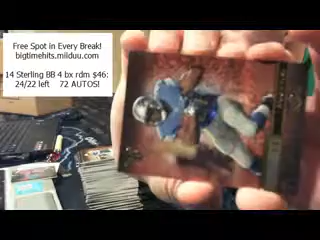 Free Spot in Every Break!
bigtimehits.miiduu.com
14 Sterling BB 4 bx rdm $46:
24/22 left 72 AUTOS!